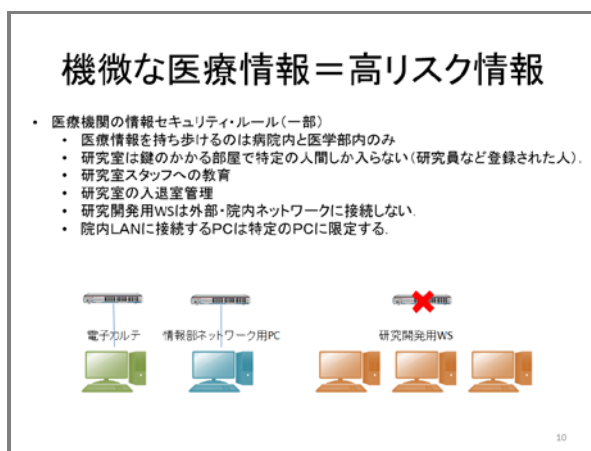 機微な医療情報＝高リスク情報
• 医療機関の情報セキュリティ・ルール（一部）
• 医療情報を持ち歩けるのは病院内と医学部内のみ
• 研究室は鍵のかかる部屋で特定の人間しか入らない（研究員など登録された人）．
• 研究室スタッフへの教育
• 研究室の入退室管理
• 研究開発用WSは外部・院内ネットワークに接続しない．
• 院内LANに接続するPCは特定のPCに限定する．
電子カルテ 情報部ネットワーク用PC 研究開発用WS
10